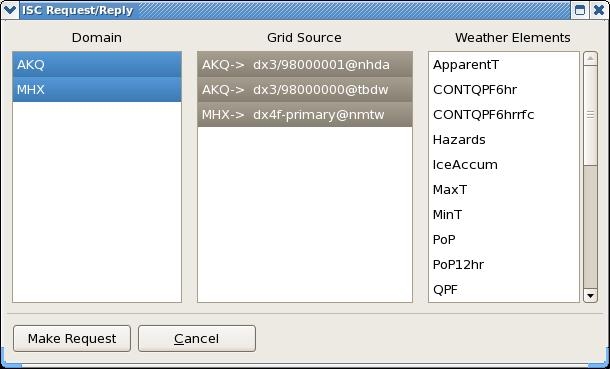 ISC Request/Reply
Domain
Grid Source
Weather Elements
AKQ
MHX
AKQ-> dx3/98000001@nhda
AKQ-> dx3/98000000@tbdw
MHX-> dx4f-primary@nmtw
ApparentT
CONTQPF6hr
CONTQPF6hrrfc
Hazards
IceAccum
MaxT
MinT
PoP
PoP12hr
QPF
Make Request
Cancel